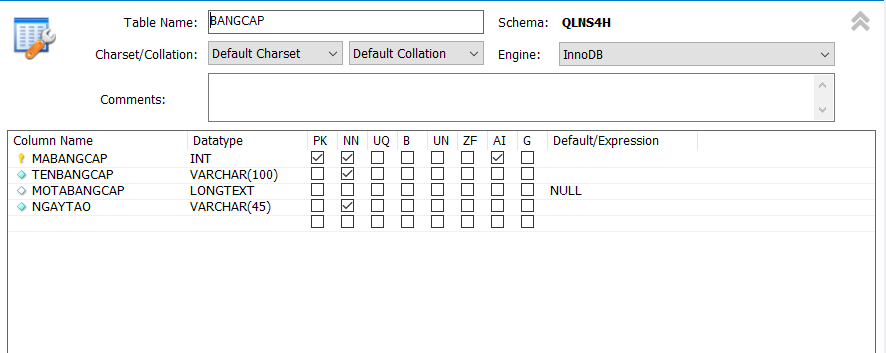 Table Name: BANGCAP Schema: QLNS4H
Charset/Collation: Default Charset Default Collation Engine: InnoDB
Comments:
Column Name Datatype PK NN UQ B UN ZF AI G Default/Expression
MABANGCAP INT
TENBANGCAP VARCHAR(100)
MOTABANGCAP LONGTEXT NULL
NGAYTAO VARCHAR(45)